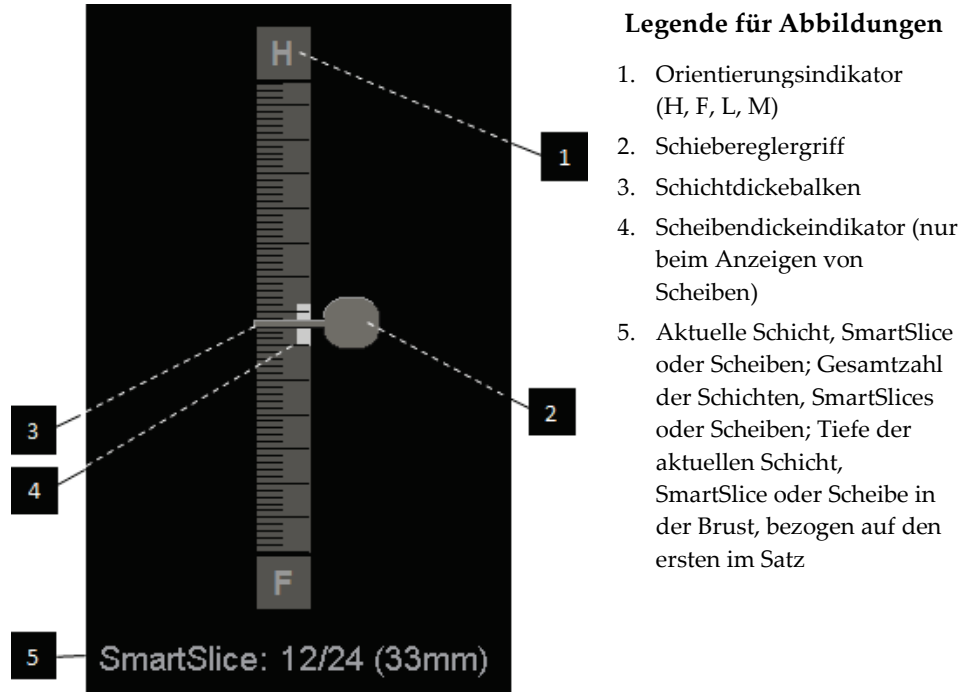 H
1
2
3
4
F
5
SmartSlice: 12/24 (33mm)
Legende für Abbildungen
1. Orientierungsindikator
(H, F, L, M)
2. Schiebereglergriff
3. Schichtdickebalken
4. Scheibendickeindikator (nur
beim Anzeigen von
Scheiben)
5. Aktuelle Schicht, SmartSlice
oder Scheiben; Gesamtzahl
der Schichten, SmartSlices
oder Scheiben; Tiefe der
aktuellen Schicht,
SmartSlice oder Scheibe in
der Brust, bezogen auf den
ersten im Satz